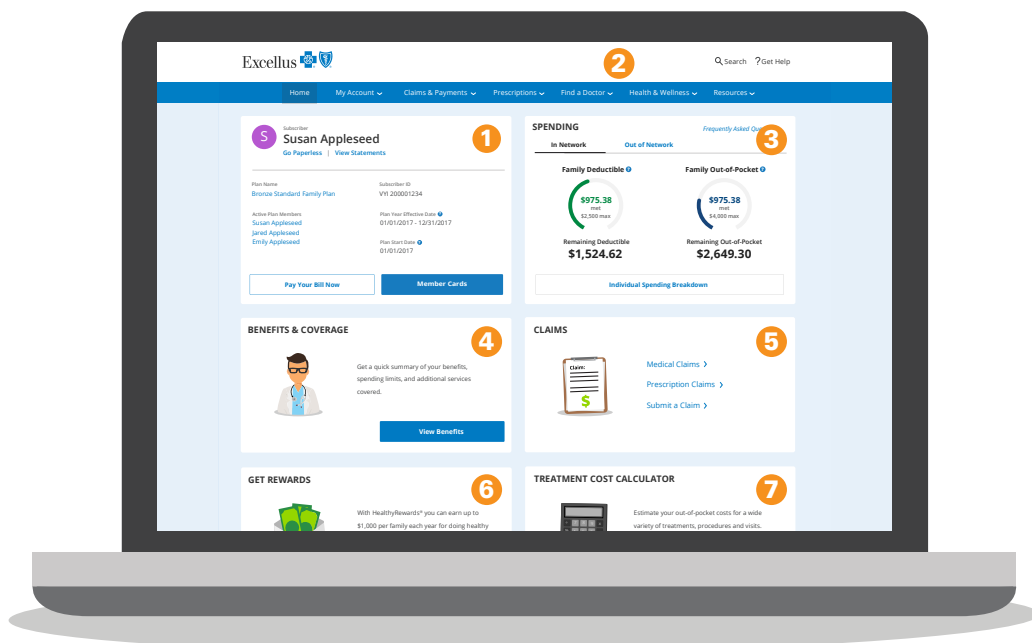 Excellus
2
Search ?Get Help
Home My Account Claims & Payments Prescriptions Find a Doctor Health & Wellness Resources
Subscriber
S Susan Appleseed
Go Paperless | View Statements
1
Plan Name
Bronze Standard Family Plan
Subscriber ID
VYI 200001234
Active Plan Members
Susan Appleseed
Jared Appleseed
Emily Appleseed
Plan Year Effective Date ?
01/01/2017 - 12/31/2017
Plan Start Date ?
01/01/2017
Pay Your Bill Now
Member Cards
SPENDING
Frequently Asked
3
In Network Out of Network
Family Deductible ?
$975.38
met
$2,500 max
Remaining Deductible
$1,524.62
Family Out-of-Pocket ?
$975.38
met
$4,000 max
Remaining Out-of-Pocket
$2,649.30
Individual Spending Breakdown
BENEFITS & COVERAGE
4
Get a quick summary of your benefits,
spending limits, and additional services
covered.
View Benefits
CLAIMS
5
Claim:
$
Medical Claims
Prescription Claims
Submit a Claim
GET REWARDS
6
With HealthyRewards® you can earn up to
$1,000 per family each year for doing healthy
TREATMENT COST CALCULATOR
7
Estimate your out-of-pocket costs for a wide
variety of treatments, procedures and visits.